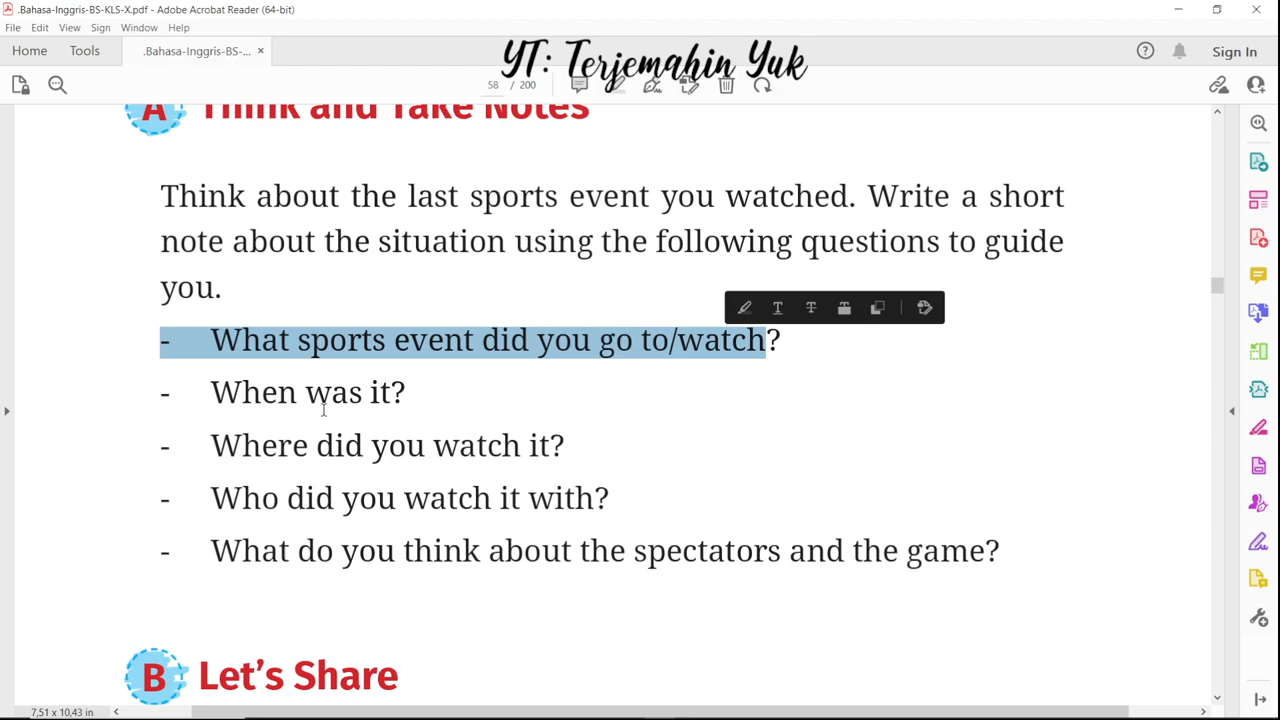 .Bahasa-Inggris-BS-KLS-X.pdf - Adobe Acrobat Reader (64-bit)
File Edit View Sign Window Help
Home Tools .Bahasa-Inggris-BS-... × Sign In
YT: Terjemahin Yuk
58 / 200
A Think and Take Notes
Think about the last sports event you watched. Write a short
note about the situation using the following questions to guide
you.
- What sports event did you go to/watch?
- When was it?
- Where did you watch it?
- Who did you watch it with?
- What do you think about the spectators and the game?
B Let's Share
7,51 x 10,43 in